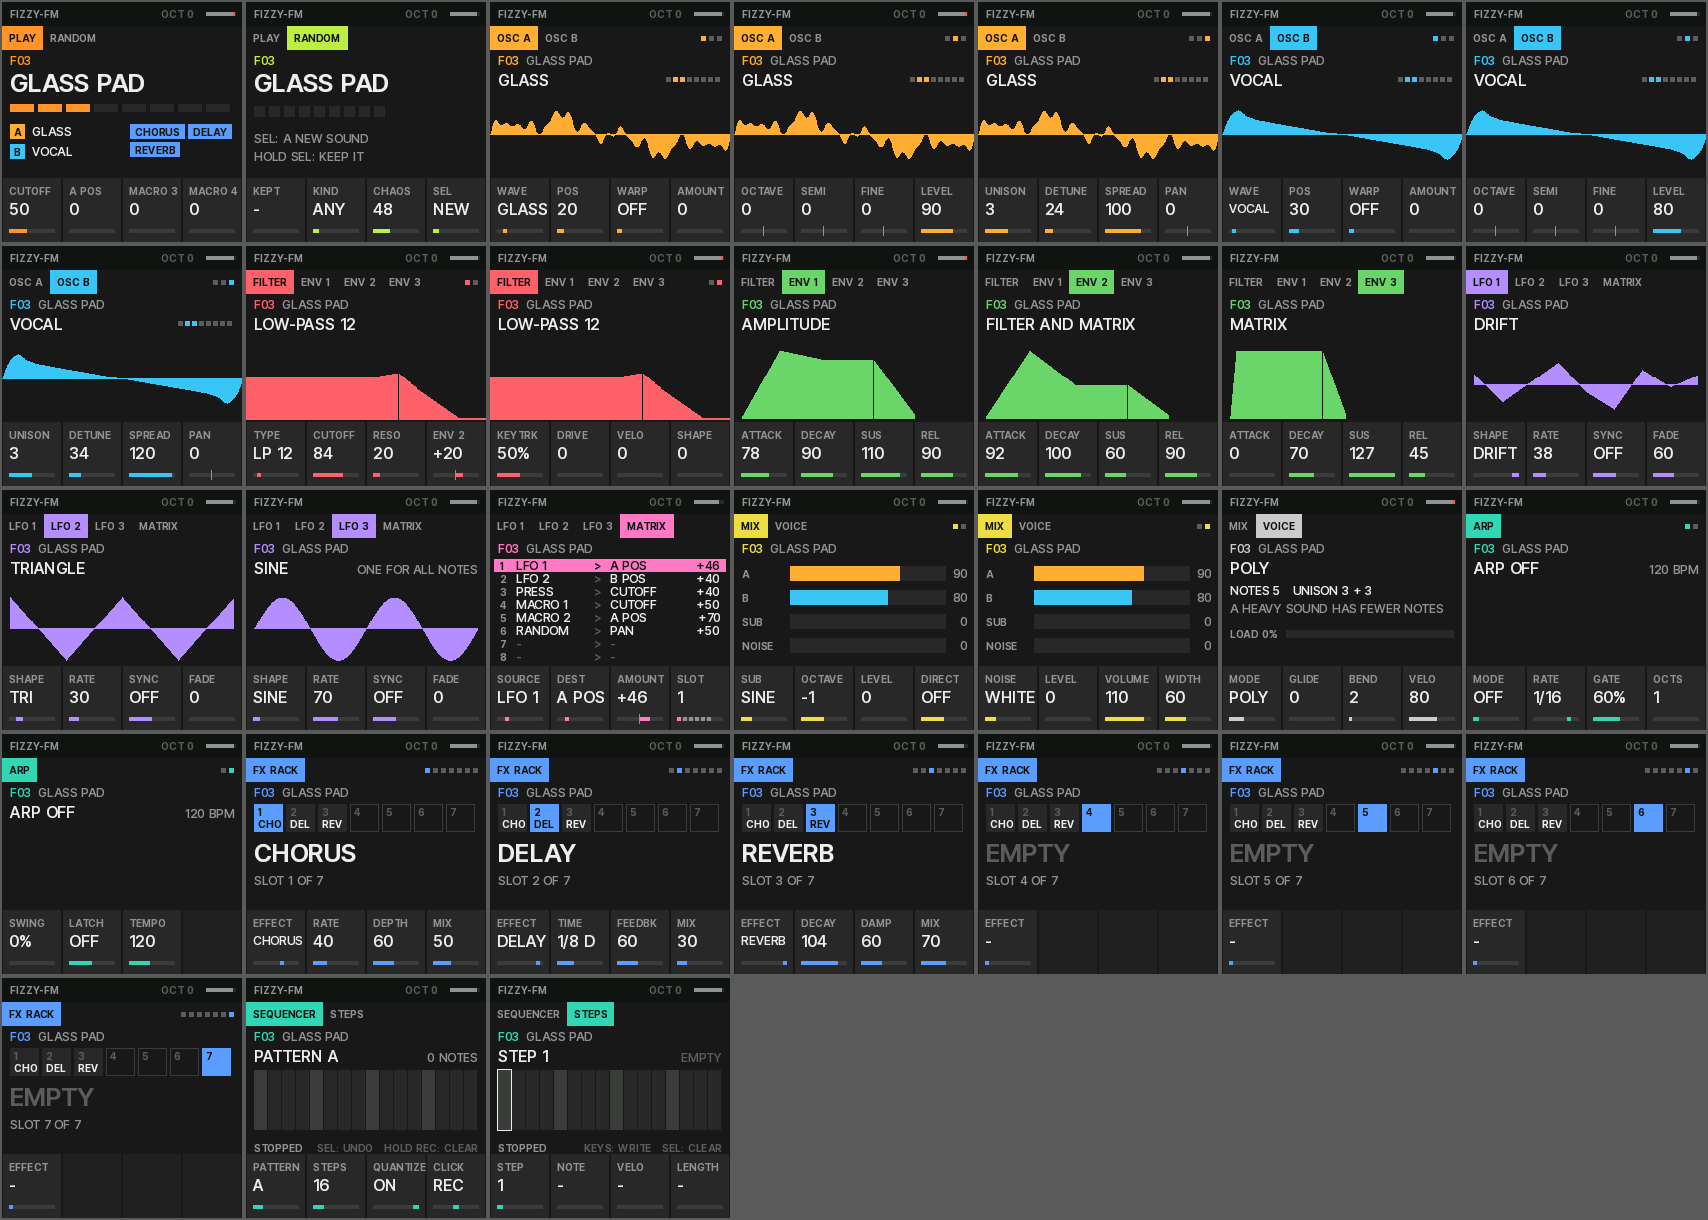 FIZZY-FM OCT 0
PLAY RANDOM
F03
GLASS PAD
A GLASS CHORUS DELAY
B VOCAL REVERB
CUTOFF A POS MACRO 3 MACRO 4
50 0 0 0
FIZZY-FM OCT 0
PLAY RANDOM
F03
GLASS PAD
SEL: A NEW SOUND
HOLD SEL: KEEP IT
KEPT KIND CHAOS SEL
- ANY 48 NEW
FIZZY-FM OCT 0
OSC A OSC B
F03 GLASS PAD
GLASS
WAVE POS WARP AMOUNT
GLASS 20 OFF 0
FIZZY-FM OCT 0
OSC A OSC B
F03 GLASS PAD
GLASS
OCTAVE SEMI FINE LEVEL
0 0 0 90
FIZZY-FM OCT 0
OSC A OSC B
F03 GLASS PAD
GLASS
UNISON DETUNE SPREAD PAN
3 24 100 0
FIZZY-FM OCT 0
OSC A OSC B
F03 GLASS PAD
VOCAL
WAVE POS WARP AMOUNT
VOCAL 30 OFF 0
FIZZY-FM OCT 0
OSC A OSC B
F03 GLASS PAD
VOCAL
OCTAVE SEMI FINE LEVEL
0 0 0 80
FIZZY-FM OCT 0
OSC A OSC B
F03 GLASS PAD
VOCAL
UNISON DETUNE SPREAD PAN
3 34 120 0
FIZZY-FM OCT 0
FILTER ENV 1 ENV 2 ENV 3
F03 GLASS PAD
LOW-PASS 12
TYPE CUTOFF RESO ENV 2
LP 12 84 20 +20
FIZZY-FM OCT 0
FILTER ENV 1 ENV 2 ENV 3
F03 GLASS PAD
LOW-PASS 12
KEYTRK DRIVE VELO SHAPE
50% 0 0 0
FIZZY-FM OCT 0
FILTER ENV 1 ENV 2 ENV 3
F03 GLASS PAD
AMPLITUDE
ATTACK DECAY SUS REL
78 90 110 90
FIZZY-FM OCT 0
FILTER ENV 1 ENV 2 ENV 3
F03 GLASS PAD
FILTER AND MATRIX
ATTACK DECAY SUS REL
92 100 60 90
FIZZY-FM OCT 0
FILTER ENV 1 ENV 2 ENV 3
F03 GLASS PAD
MATRIX
ATTACK DECAY SUS REL
0 70 127 45
FIZZY-FM OCT 0
LFO 1 LFO 2 LFO 3 MATRIX
F03 GLASS PAD
DRIFT
SHAPE RATE SYNC FADE
DRIFT 38 OFF 60
FIZZY-FM OCT 0
LFO 1 LFO 2 LFO 3 MATRIX
F03 GLASS PAD
TRIANGLE
SHAPE RATE SYNC FADE
TRI 30 OFF 0
FIZZY-FM OCT 0
LFO 1 LFO 2 LFO 3 MATRIX
F03 GLASS PAD
SINE ONE FOR ALL NOTES
SHAPE RATE SYNC FADE
SINE 70 OFF 0
FIZZY-FM OCT 0
LFO 1 LFO 2 LFO 3 MATRIX
F03 GLASS PAD
1 LFO 1 > A POS +46
2 LFO 2 > B POS +40
3 PRESS > CUTOFF +40
4 MACRO 1 > CUTOFF +50
5 MACRO 2 > A POS +70
6 RANDOM > PAN +50
7 - > -
8 - > -
SOURCE DEST AMOUNT SLOT
LFO 1 A POS +46 1
FIZZY-FM OCT 0
MIX VOICE
F03 GLASS PAD
A 90
B 80
SUB 0
NOISE 0
SUB OCTAVE LEVEL DIRECT
SINE -1 0 OFF
FIZZY-FM OCT 0
MIX VOICE
F03 GLASS PAD
A 90
B 80
SUB 0
NOISE 0
NOISE LEVEL VOLUME WIDTH
WHITE 0 110 60
FIZZY-FM OCT 0
MIX VOICE
F03 GLASS PAD
POLY
NOTES 5 UNISON 3 + 3
A HEAVY SOUND HAS FEWER NOTES
LOAD 0%
MODE GLIDE BEND VELO
POLY 0 2 80
FIZZY-FM OCT 0
ARP
F03 GLASS PAD
ARP OFF 120 BPM
MODE RATE GATE OCTS
OFF 1/16 60% 1
FIZZY-FM OCT 0
ARP
F03 GLASS PAD
ARP OFF 120 BPM
SWING LATCH TEMPO
0% OFF 120
FIZZY-FM OCT 0
FX RACK
F03 GLASS PAD
1 2 3 4 5 6 7
CHO DEL REV
CHORUS
SLOT 1 OF 7
EFFECT RATE DEPTH MIX
CHORUS 40 60 50
FIZZY-FM OCT 0
FX RACK
F03 GLASS PAD
1 2 3 4 5 6 7
CHO DEL REV
DELAY
SLOT 2 OF 7
EFFECT TIME FEEDBK MIX
DELAY 1/8 D 60 30
FIZZY-FM OCT 0
FX RACK
F03 GLASS PAD
1 2 3 4 5 6 7
CHO DEL REV
REVERB
SLOT 3 OF 7
EFFECT DECAY DAMP MIX
REVERB 104 60 70
FIZZY-FM OCT 0
FX RACK
F03 GLASS PAD
1 2 3 4 5 6 7
CHO DEL REV
EMPTY
SLOT 4 OF 7
EFFECT
-
FIZZY-FM OCT 0
FX RACK
F03 GLASS PAD
1 2 3 4 5 6 7
CHO DEL REV
EMPTY
SLOT 5 OF 7
EFFECT
-
FIZZY-FM OCT 0
FX RACK
F03 GLASS PAD
1 2 3 4 5 6 7
CHO DEL REV
EMPTY
SLOT 6 OF 7
EFFECT
-
FIZZY-FM OCT 0
FX RACK
F03 GLASS PAD
1 2 3 4 5 6 7
CHO DEL REV
EMPTY
SLOT 7 OF 7
EFFECT
-
FIZZY-FM OCT 0
SEQUENCER STEPS
F03 GLASS PAD
PATTERN A 0 NOTES
STOPPED SEL: UNDO HOLD REC: CLEAR
PATTERN STEPS QUANTIZE CLICK
A 16 ON REC
FIZZY-FM OCT 0
SEQUENCER STEPS
F03 GLASS PAD
STEP 1 EMPTY
STOPPED KEYS: WRITE SEL: CLEAR
STEP NOTE VELO LENGTH
1 - - -